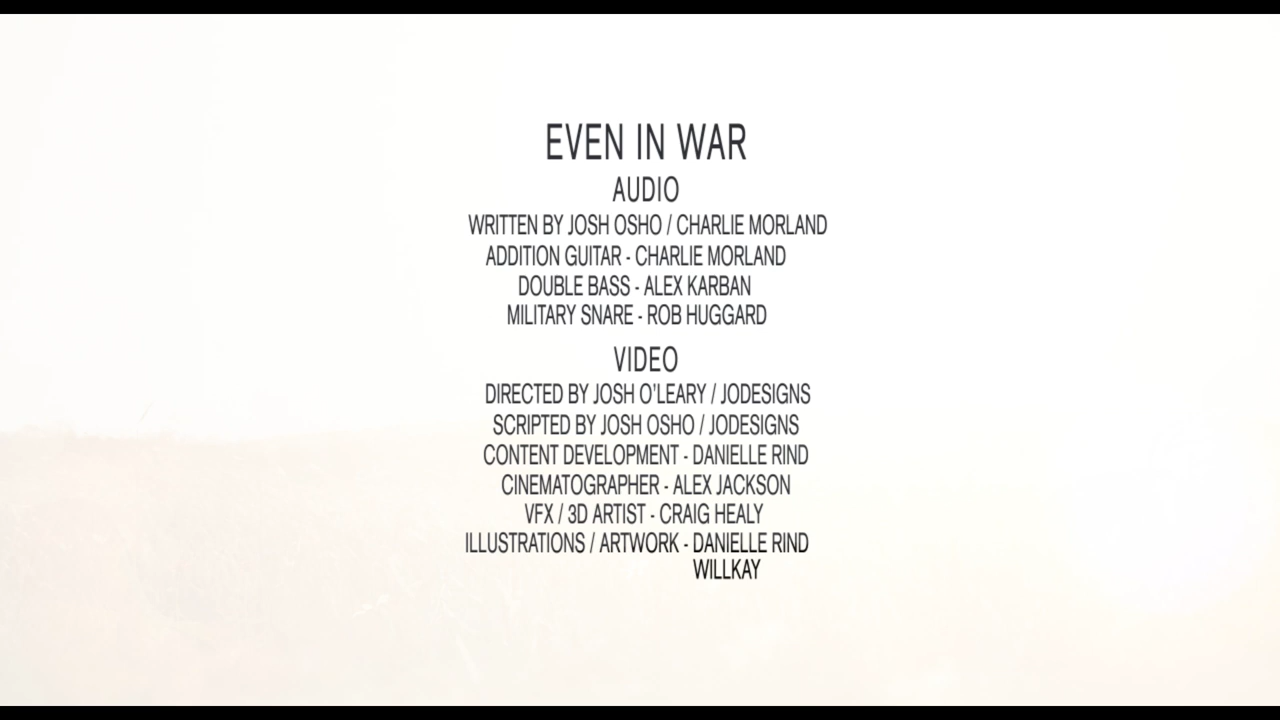 EVEN IN WAR
AUDIO
WRITTEN BY JOSH OSHO / CHARLIE MORLAND
ADDITION GUITAR - CHARLIE MORLAND
DOUBLE BASS - ALEX KARBAN
MILITARY SNARE - ROB HUGGARD
VIDEO
DIRECTED BY JOSH O'LEARY / JODESIGNS
SCRIPTED BY JOSH OSHO / JODESIGNS
CONTENT DEVELOPMENT - DANIELLE RIND
CINEMATOGRAPHER - ALEX JACKSON
VFX / 3D ARTIST - CRAIG HEALY
ILLUSTRATIONS / ARTWORK - DANIELLE RIND
WILLKAY